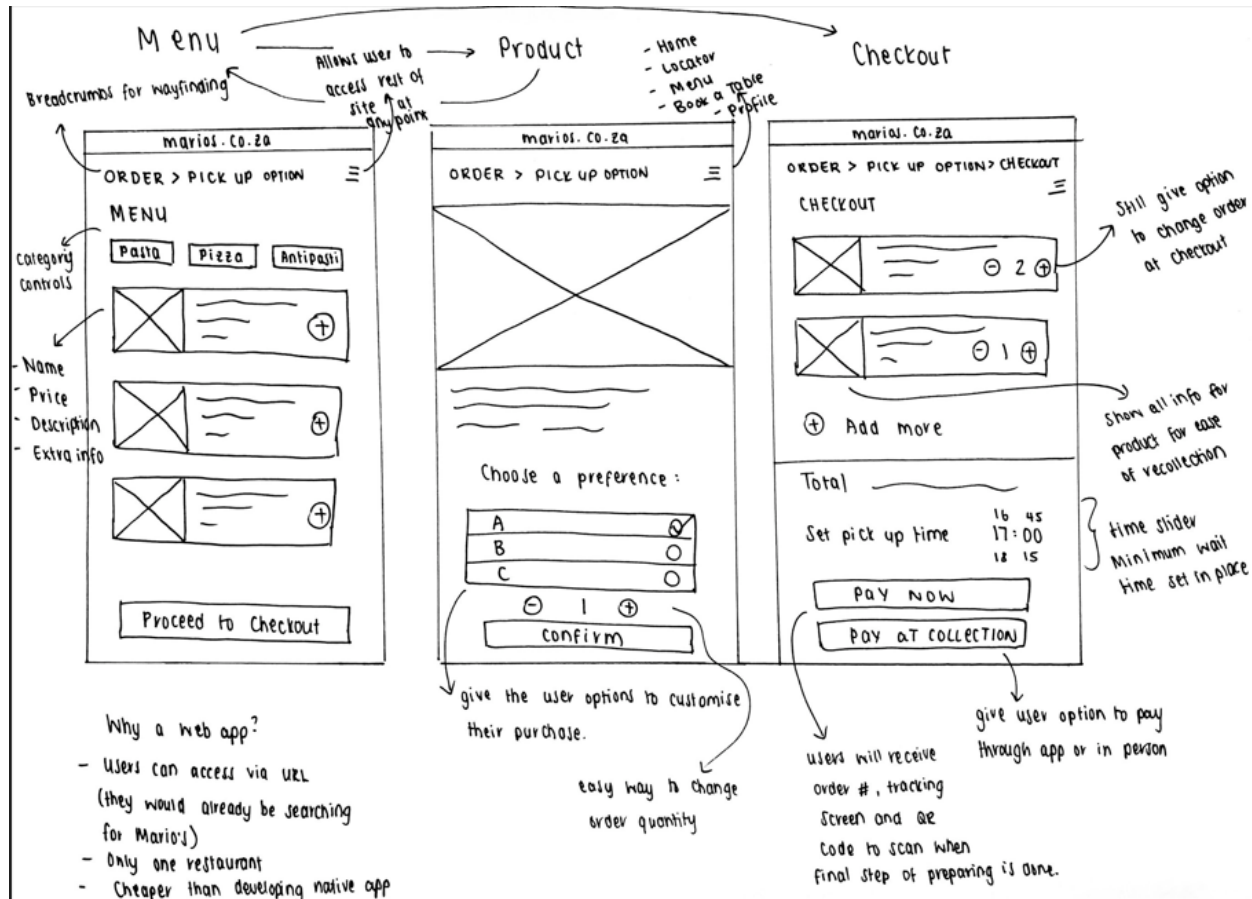 Menu
Product
Checkout
Breadcrumbs for wayfinding
Allows user to
access rest of
site at
any point
- Home
- Locator
- Menu
- Book a Table
- Profile
marios.co.za
ORDER > PICK UP OPTION
MENU
Pasta
Pizza
Antipasti
category
controls
- Name
- Price
- Description
- Extra info
Proceed to Checkout
marios.co.za
ORDER > PICK UP OPTION
Choose a preference:
A
B
C
1
Confirm
give the user options to customise
their purchase.
easy way to change
order quantity
marios.co.za
ORDER > PICK UP OPTION > CHECKOUT
CHECKOUT
2
1
Add more
Total
Set pick up time
16 45
17:00
18 15
PAY NOW
PAY AT COLLECTION
Still give option
to change order
at checkout
Show all info for
product for ease
of recollection
time slider
Minimum wait
time set in place
give user option to pay
through app or in person
users will receive
order #, tracking
screen and QR
code to scan when
final step of preparing is done.
Why a web app?
- Users can access via URL
(they would already be searching
for Mario's)
- Only one restaurant
- Cheaper than developing native app